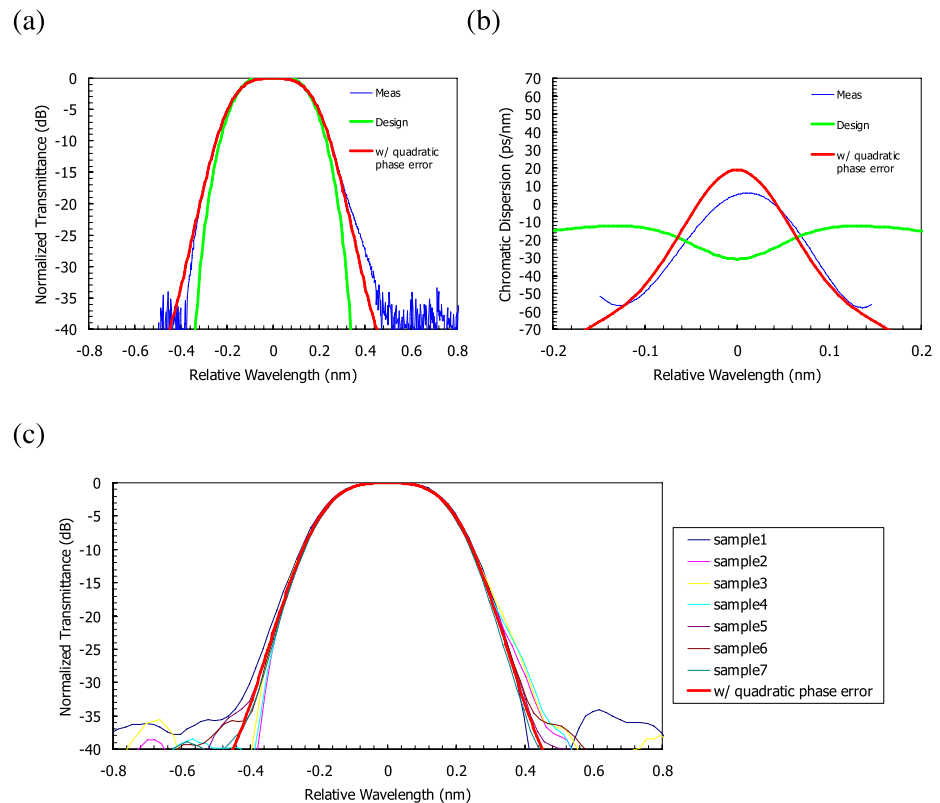 (a)
(b)
Normalized Transmittance (dB)
0
-5
-10
-15
-20
-25
-30
-35
-40
-0.8 -0.6 -0.4 -0.2 0 0.2 0.4 0.6 0.8
Relative Wavelength (nm)
Meas
Design
w/ quadratic
phase error
Chromatic Dispersion (ps/nm)
70
60
50
40
30
20
10
0
-10
-20
-30
-40
-50
-60
-70
-0.2 -0.1 0 0.1 0.2
Relative Wavelength (nm)
Meas
Design
w/ quadratic
phase error
(c)
Normalized Transmittance (dB)
0
-5
-10
-15
-20
-25
-30
-35
-40
-0.8 -0.6 -0.4 -0.2 0 0.2 0.4 0.6 0.8
Relative Wavelength (nm)
sample1
sample2
sample3
sample4
sample5
sample6
sample7
w/ quadratic phase error